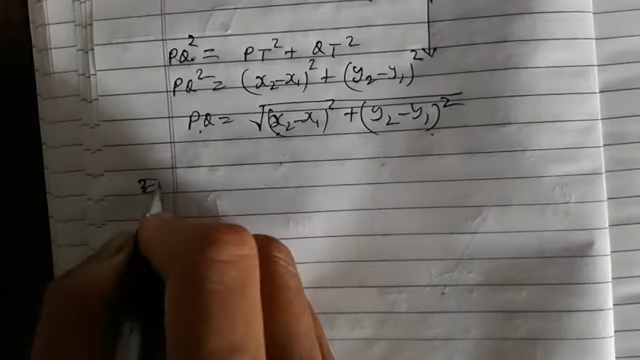 PQ² = PT² + QT²
PQ² = (x₂-x₁)² + (y₂-y₁)²
PQ = √(x₂-x₁)² + (y₂-y₁)²